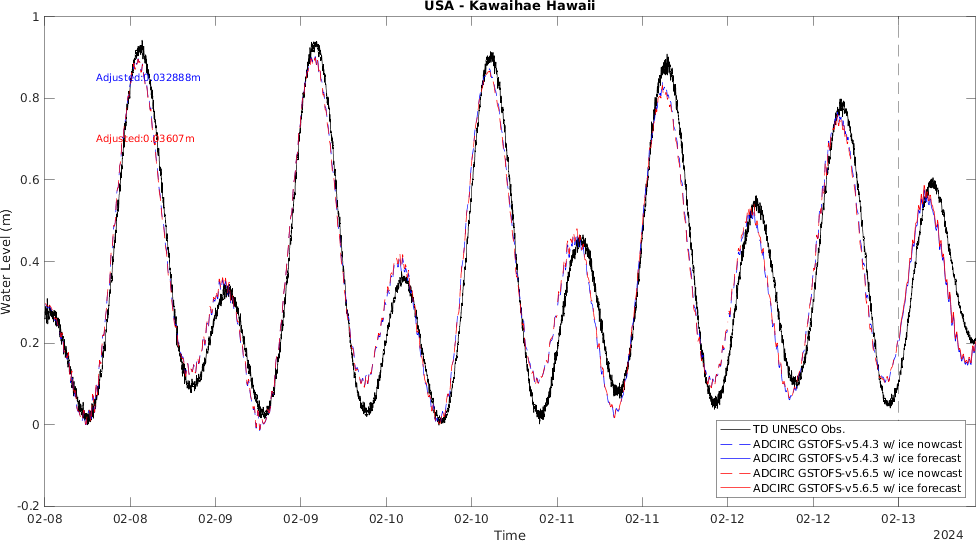 USA - Kawaihae Hawaii
1
0.8
0.6
0.4
0.2
0
-0.2
Water Level (m)
Adjusted:0.032888m
Adjusted:0.03607m
TD UNESCO Obs.
ADCIRC GSTOFS-v5.4.3 w/ ice nowcast
ADCIRC GSTOFS-v5.4.3 w/ ice forecast
ADCIRC GSTOFS-v5.6.5 w/ ice nowcast
ADCIRC GSTOFS-v5.6.5 w/ ice forecast
02-08 02-08 02-09 02-09 02-10 02-10 02-11 02-11 02-12 02-12 02-13
Time
2024